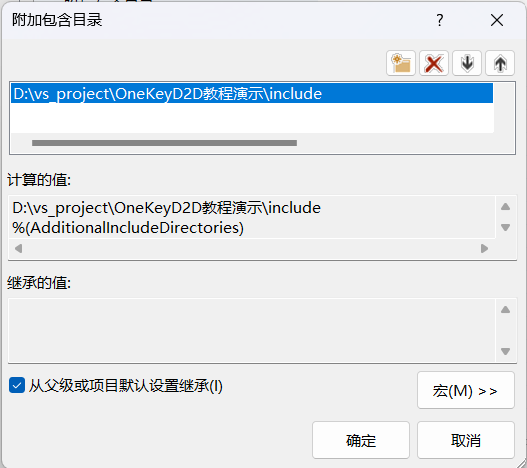 附加包含目录
D:\vs_project\OneKeyD2D教程演示\include
计算的值:
D:\vs_project\OneKeyD2D教程演示\include
%(AdditionalIncludeDirectories)
继承的值:
从父级或项目默认设置继承(I)
宏(M) >>
确定
取消